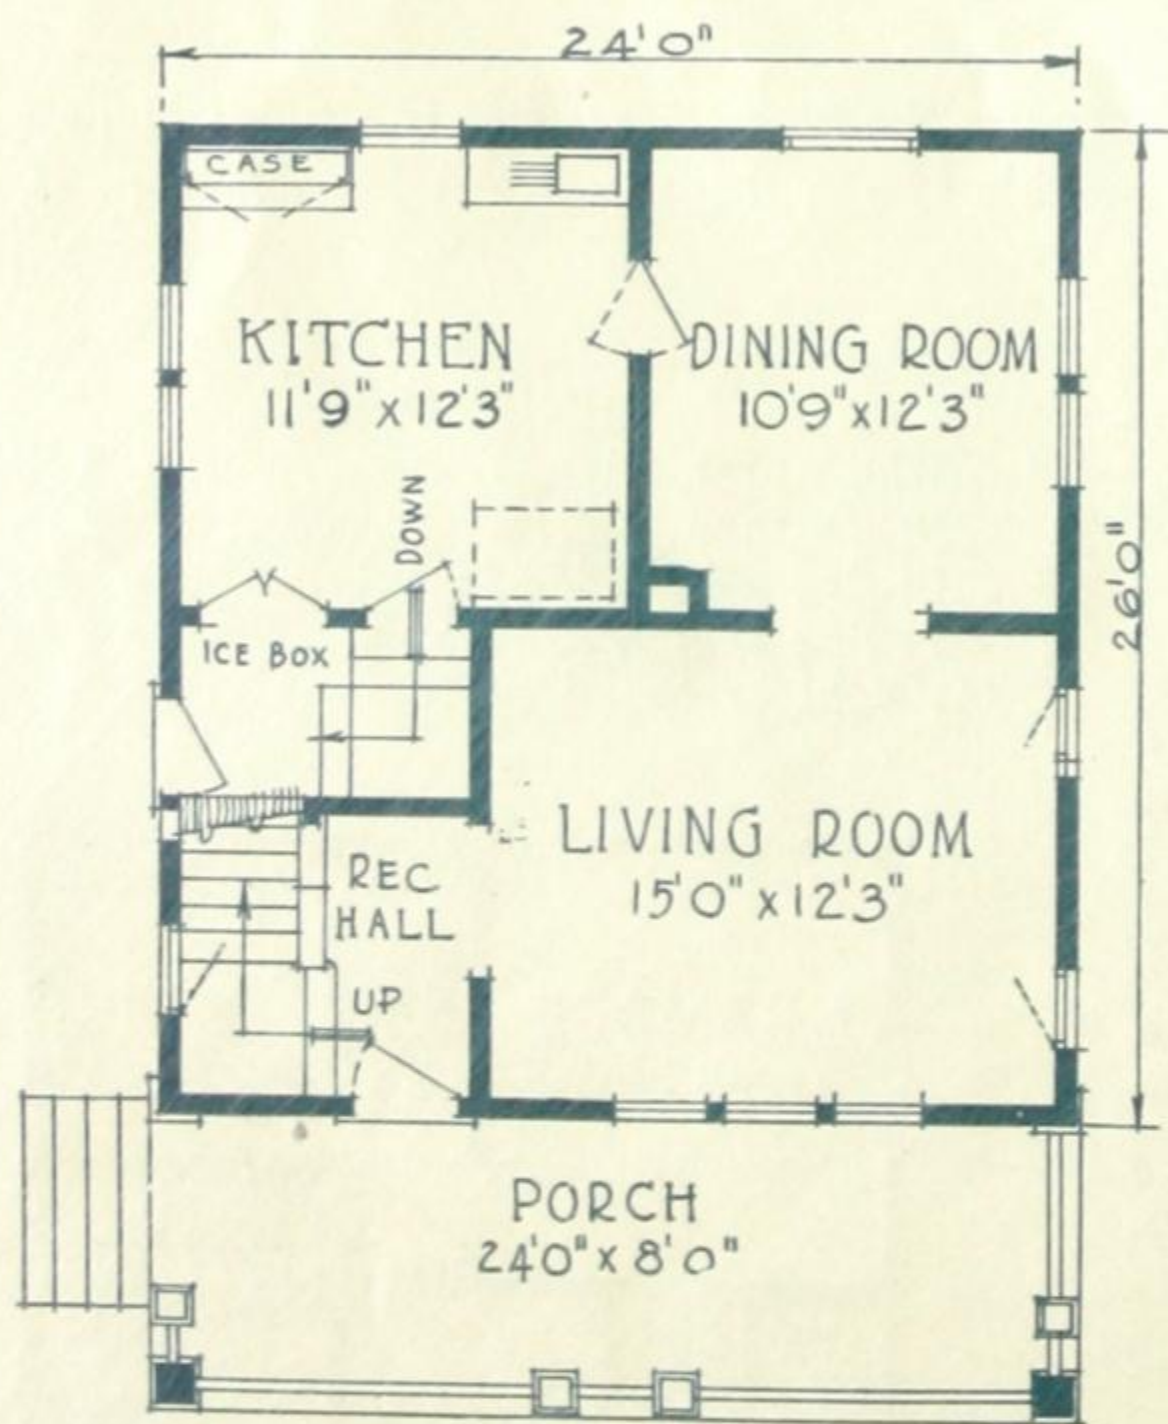 24'0"
CASE
KITCHEN
11'9" x 12'3"
DINING ROOM
10'9" x 12'3"
DOWN
26'0"
ICE BOX
LIVING ROOM
15'0" x 12'3"
REC
HALL
UP
PORCH
24'0" x 8'0"